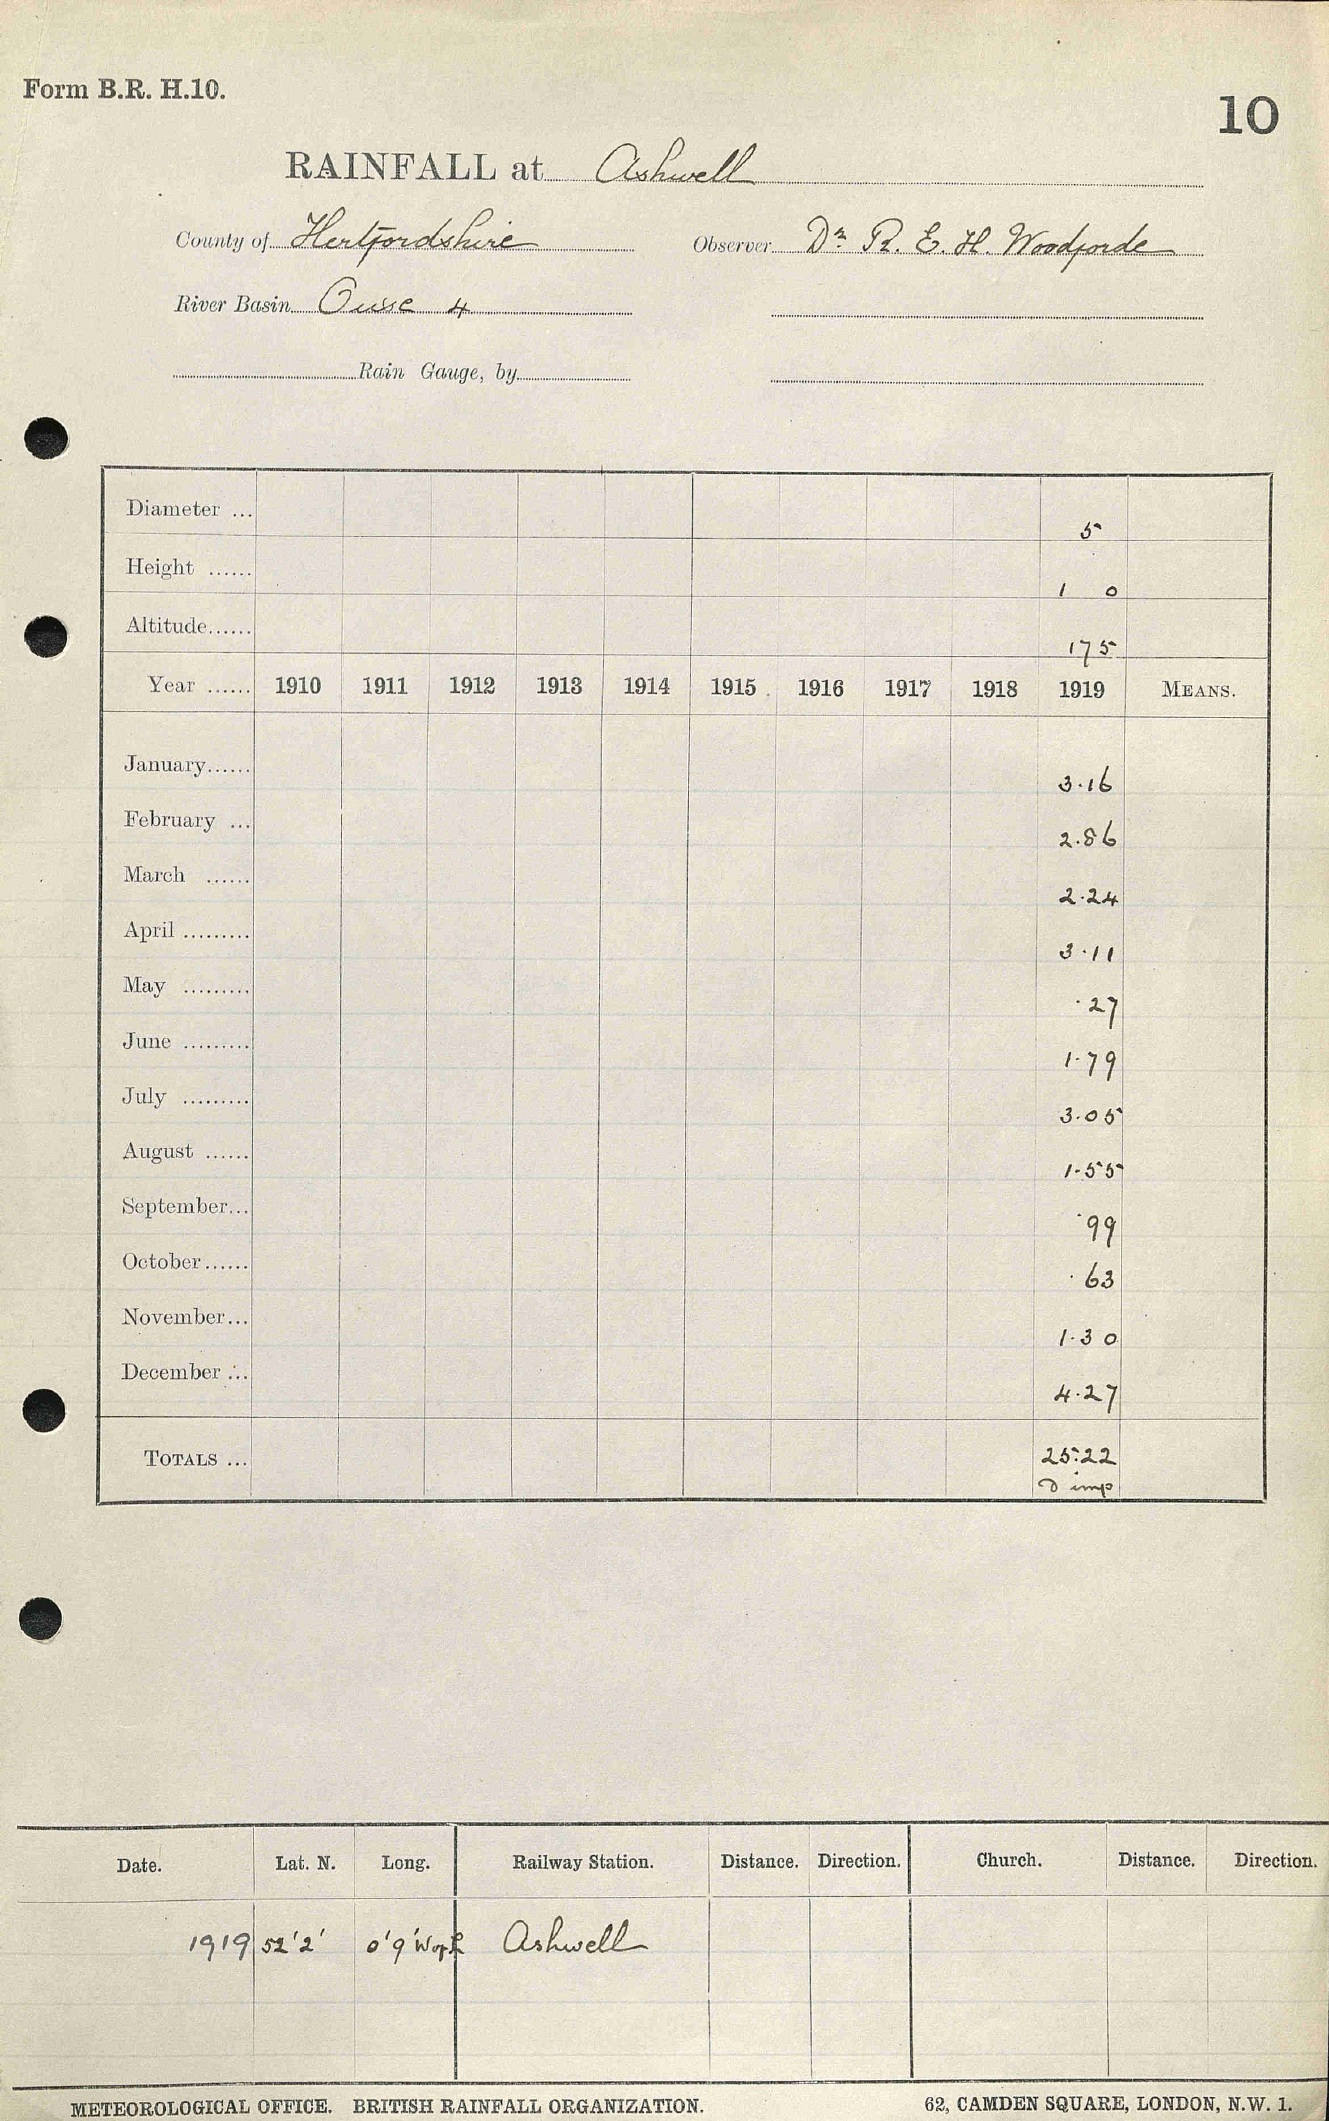 Form B.R. H.10.
10
RAINFALL at Ashwell
County of Hertfordshire Observer Dr. R. E. H. Woodforde
River Basin Ouse 4
Rain Gauge, by
Diameter ... 5
Height ...... 1 0
Altitude...... 175
Year ...... 1910 1911 1912 1913 1914 1915 1916 1917 1918 1919 MEANS.
January...... 3.16
February ... 2.86
March ...... 2.24
April ......... 3.11
May ......... .27
June ......... 1.79
July ......... 3.05
August ...... 1.55
September... .99
October...... .63
November... 1.30
December ... 4.27
TOTALS ... 25.22
imp
Date. Lat. N. Long. Railway Station. Distance. Direction. Church. Distance. Direction.
1919 52'2' 0'9' Ashwell
METEOROLOGICAL OFFICE. BRITISH RAINFALL ORGANIZATION. 62, CAMDEN SQUARE, LONDON, N.W. 1.